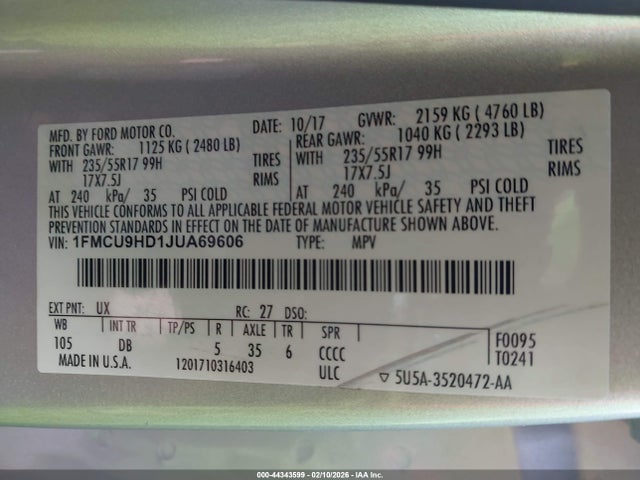 MFD. BY FORD MOTOR CO. DATE: 10/17 GVWR: 2159 KG ( 4760 LB)
FRONT GAWR: 1125 KG ( 2480 LB) REAR GAWR: 1040 KG ( 2293 LB)
WITH 235/55R17 99H TIRES WITH 235/55R17 99H TIRES
17X7.5J RIMS 17X7.5J RIMS
AT 240 kPa/ 35 PSI COLD AT 240 kPa/ 35 PSI COLD
THIS VEHICLE CONFORMS TO ALL APPLICABLE FEDERAL MOTOR VEHICLE SAFETY AND THEFT
PREVENTION STANDARDS IN EFFECT ON THE DATE OF MANUFACTURE SHOWN ABOVE.
VIN: 1FMCU9HD1JUA69606 TYPE: MPV
EXT PNT: UX RC: 27 DSO:
WB INT TR TP/PS R AXLE TR SPR F0095
105 DB 5 35 6 CCCC T0241
MADE IN U.S.A. 1201710316403 ULC ▽ 5U5A-3520472-AA
000-44343599 - 02/10/2026 - IAA Inc.